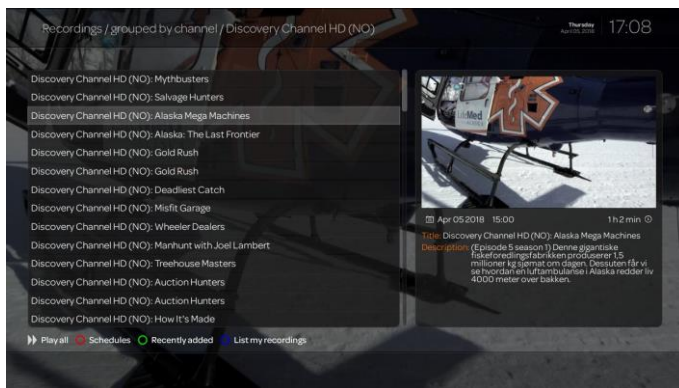 Recordings / grouped by channel / Discovery Channel HD (NO)
Thursday
April 05, 2018
17:08
Discovery Channel HD (NO): Mythbusters
Discovery Channel HD (NO): Salvage Hunters
Discovery Channel HD (NO): Alaska Mega Machines
Discovery Channel HD (NO): Alaska: The Last Frontier
Discovery Channel HD (NO): Gold Rush
Discovery Channel HD (NO): Gold Rush
Discovery Channel HD (NO): Deadliest Catch
Discovery Channel HD (NO): Misfit Garage
Discovery Channel HD (NO): Wheeler Dealers
Discovery Channel HD (NO): Manhunt with Joel Lambert
Discovery Channel HD (NO): Treehouse Masters
Discovery Channel HD (NO): Auction Hunters
Discovery Channel HD (NO): Auction Hunters
Discovery Channel HD (NO): How It's Made
LifeMed
Apr 05 2018 15:00 1 h 2 min
Title: Discovery Channel HD (NO): Alaska Mega Machines
Description: (Episode 5 season 1) Denne gigantiske
fiskeforedlingsfabrikken produserer 1,5
millioner kg sjømat om dagen. Dessuten får vi
se hvordan en luftambulanse i Alaska redder liv
4000 meter over bakken.
Play all Schedules Recently added List my recordings